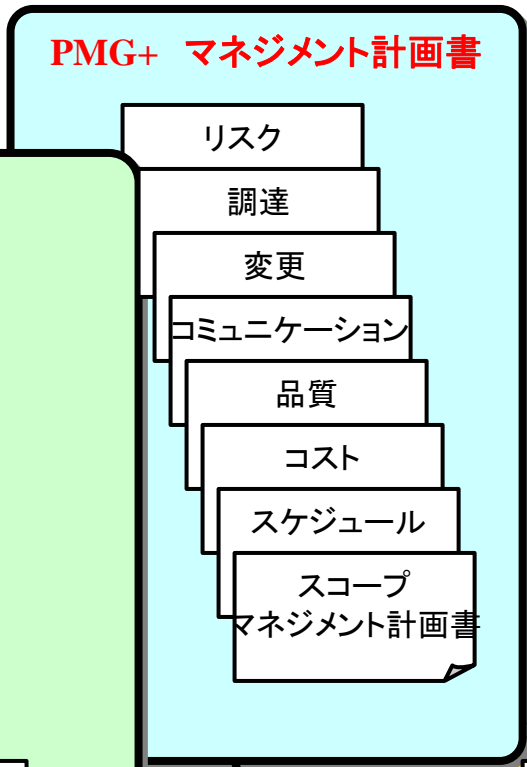 PMG+ マネジメント計画書
リスク
調達
変更
コミュニケーション
品質
コスト
スケジュール
スコープ
マネジメント計画書